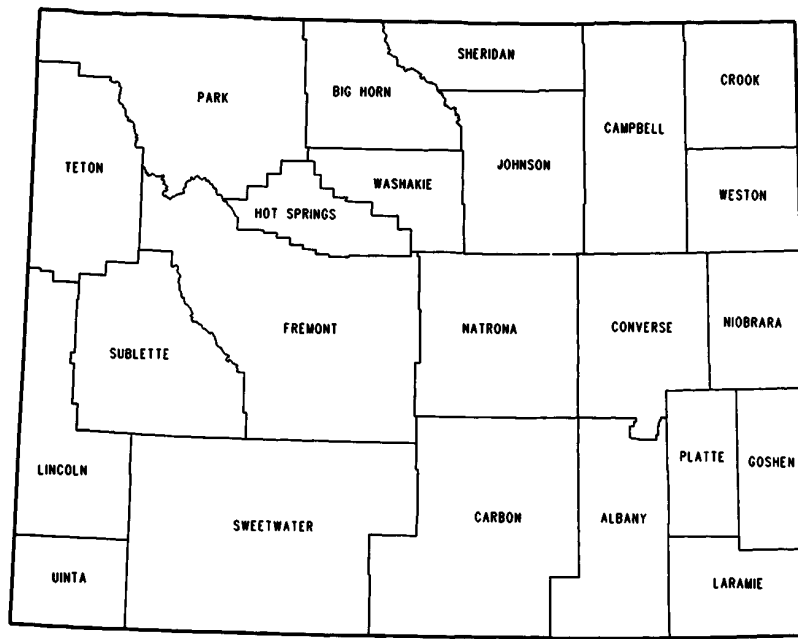 SHERIDAN
CROOK
PARK
BIG HORN
CAMPBELL
TETON
JOHNSON
WASHAKIE
WESTON
HOT SPRINGS
FREMONT
NATRONA
CONVERSE
NIOBRARA
SUBLETTE
PLATTE
GOSHEN
LINCOLN
CARBON
ALBANY
SWEETWATER
UINTA
LARAMIE